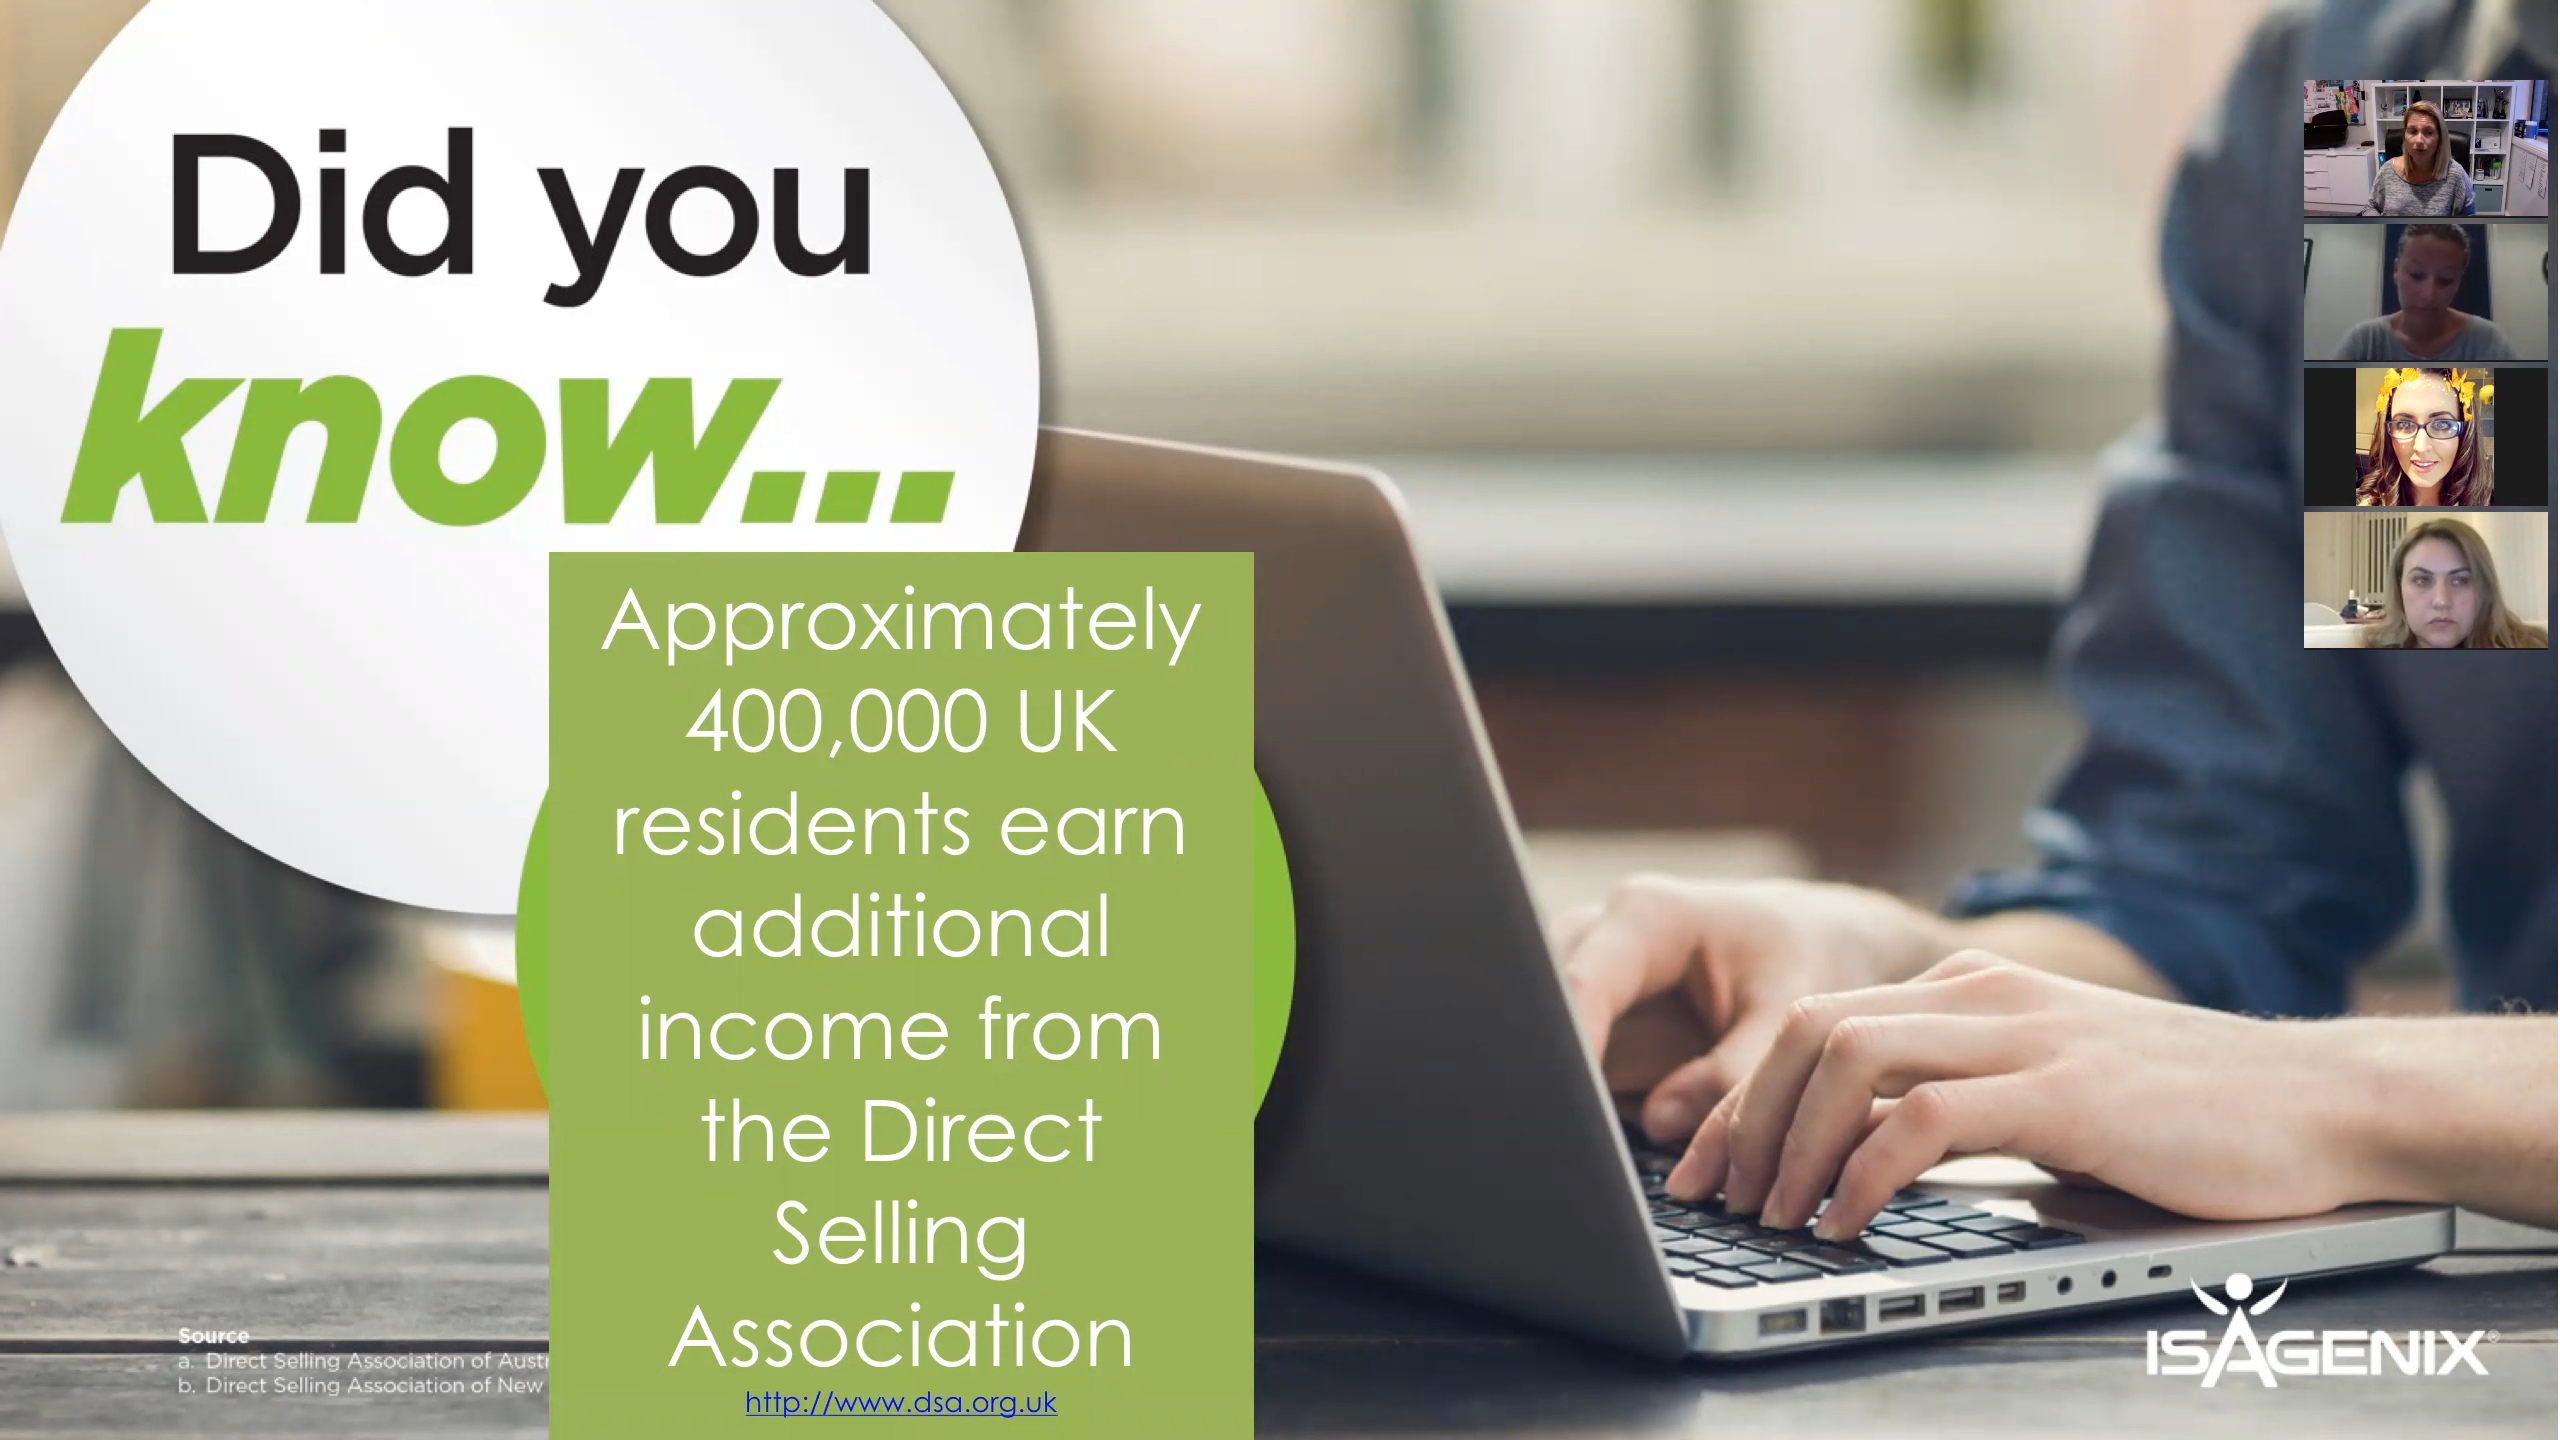 Did you
know...
Approximately
400,000 UK
residents earn
additional
income from
the Direct
Selling
Association
http://www.dsa.org.uk
Source
a. Direct Selling Association of Austr
b. Direct Selling Association of New
ISAGENIX®